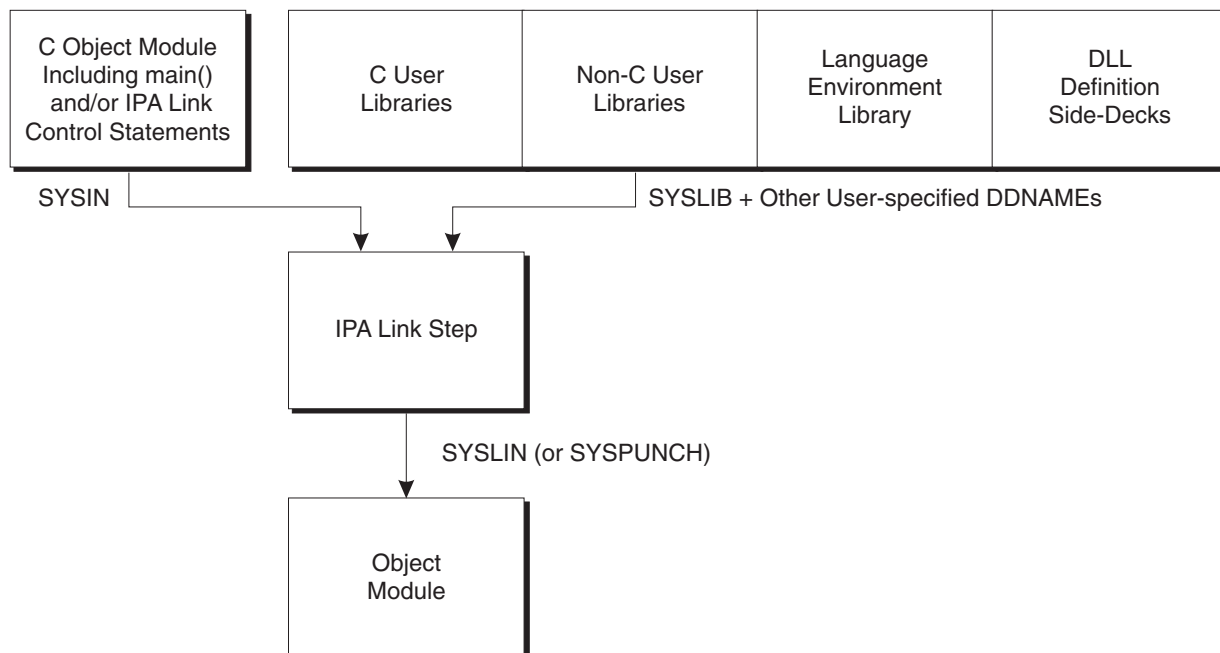 C Object Module
Including main()
and/or IPA Link
Control Statements
C User
Libraries
Non-C User
Libraries
Language
Environment
Library
DLL
Definition
Side-Decks
SYSIN
SYSLIB + Other User-specified DDNAMEs
IPA Link Step
SYSLIN (or SYSPUNCH)
Object
Module